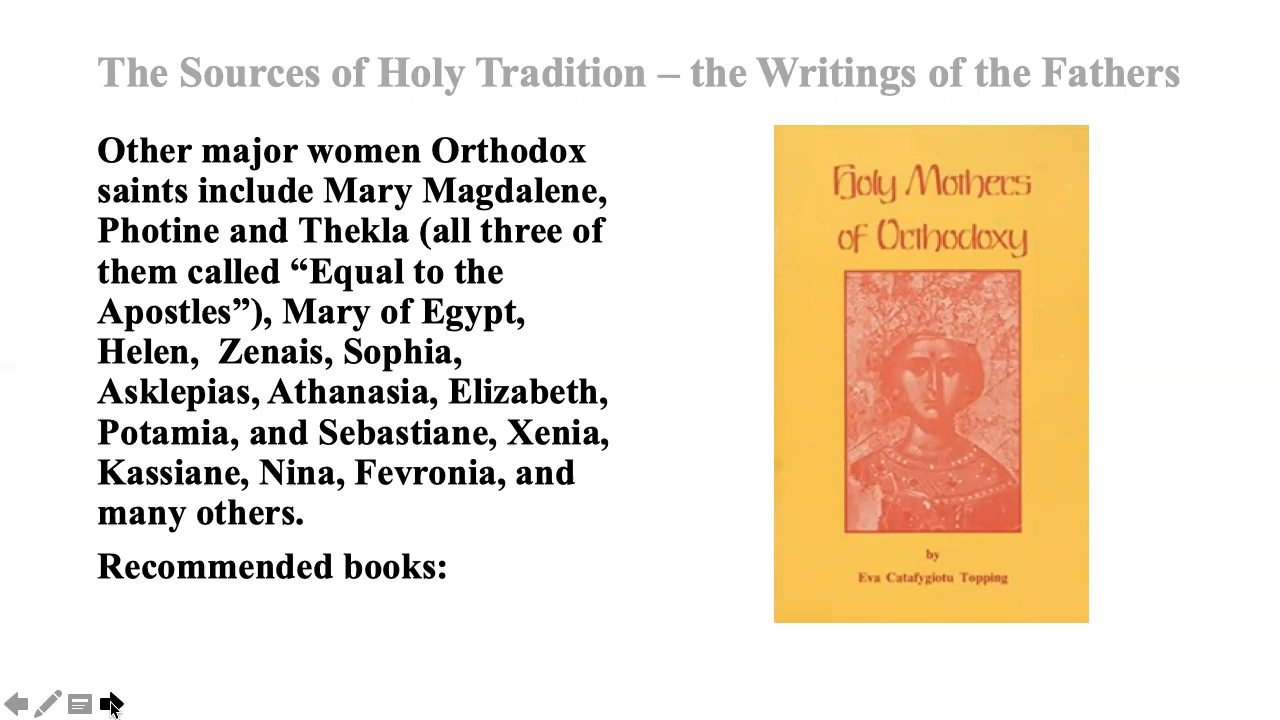 The Sources of Holy Tradition – the Writings of the Fathers
Other major women Orthodox
saints include Mary Magdalene,
Photine and Thekla (all three of
them called “Equal to the
Apostles”), Mary of Egypt,
Helen,  Zenais, Sophia,
Asklepias, Athanasia, Elizabeth,
Potamia, and Sebastiane, Xenia,
Kassiane, Nina, Fevronia, and
many others.
Recommended books:
Holy Mothers
of Orthodoxy
by
Eva Catafygiotu Topping